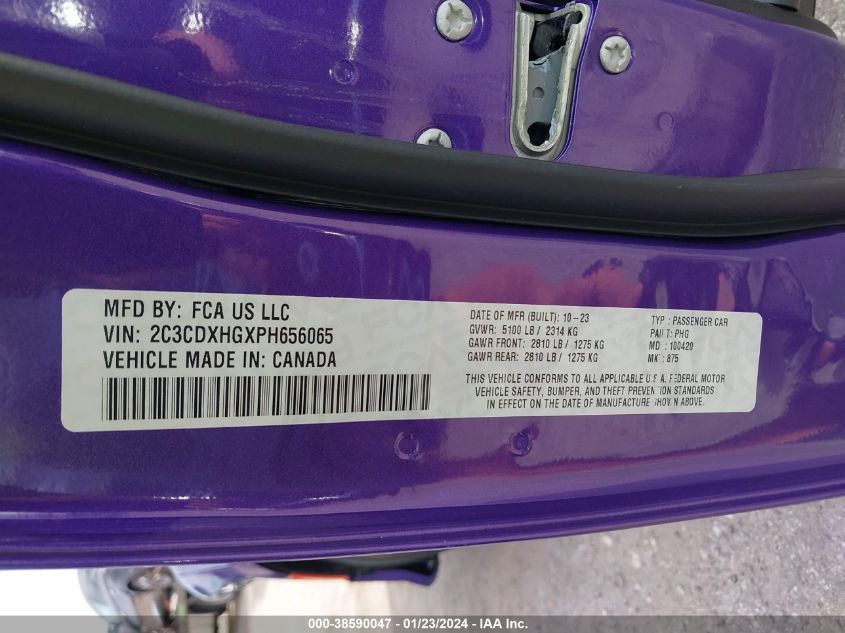 MFD BY: FCA US LLC
VIN: 2C3CDXHGXPH656065
VEHICLE MADE IN: CANADA
DATE OF MFR (BUILT): 10-23
GVWR: 5100 LB / 2314 KG
GAWR FRONT: 2810 LB / 1275 KG
GAWR REAR: 2810 LB / 1275 KG
TYP : PASSENGER CAR
PAINT: PHG
MD : 100420
MK : 875
THIS VEHICLE CONFORMS TO ALL APPLICABLE U.S.A. FEDERAL MOTOR
VEHICLE SAFETY, BUMPER, AND THEFT PREVENTION STANDARDS
IN EFFECT ON THE DATE OF MANUFACTURE SHOWN ABOVE.
000-38590047 - 01/23/2024 - IAA Inc.